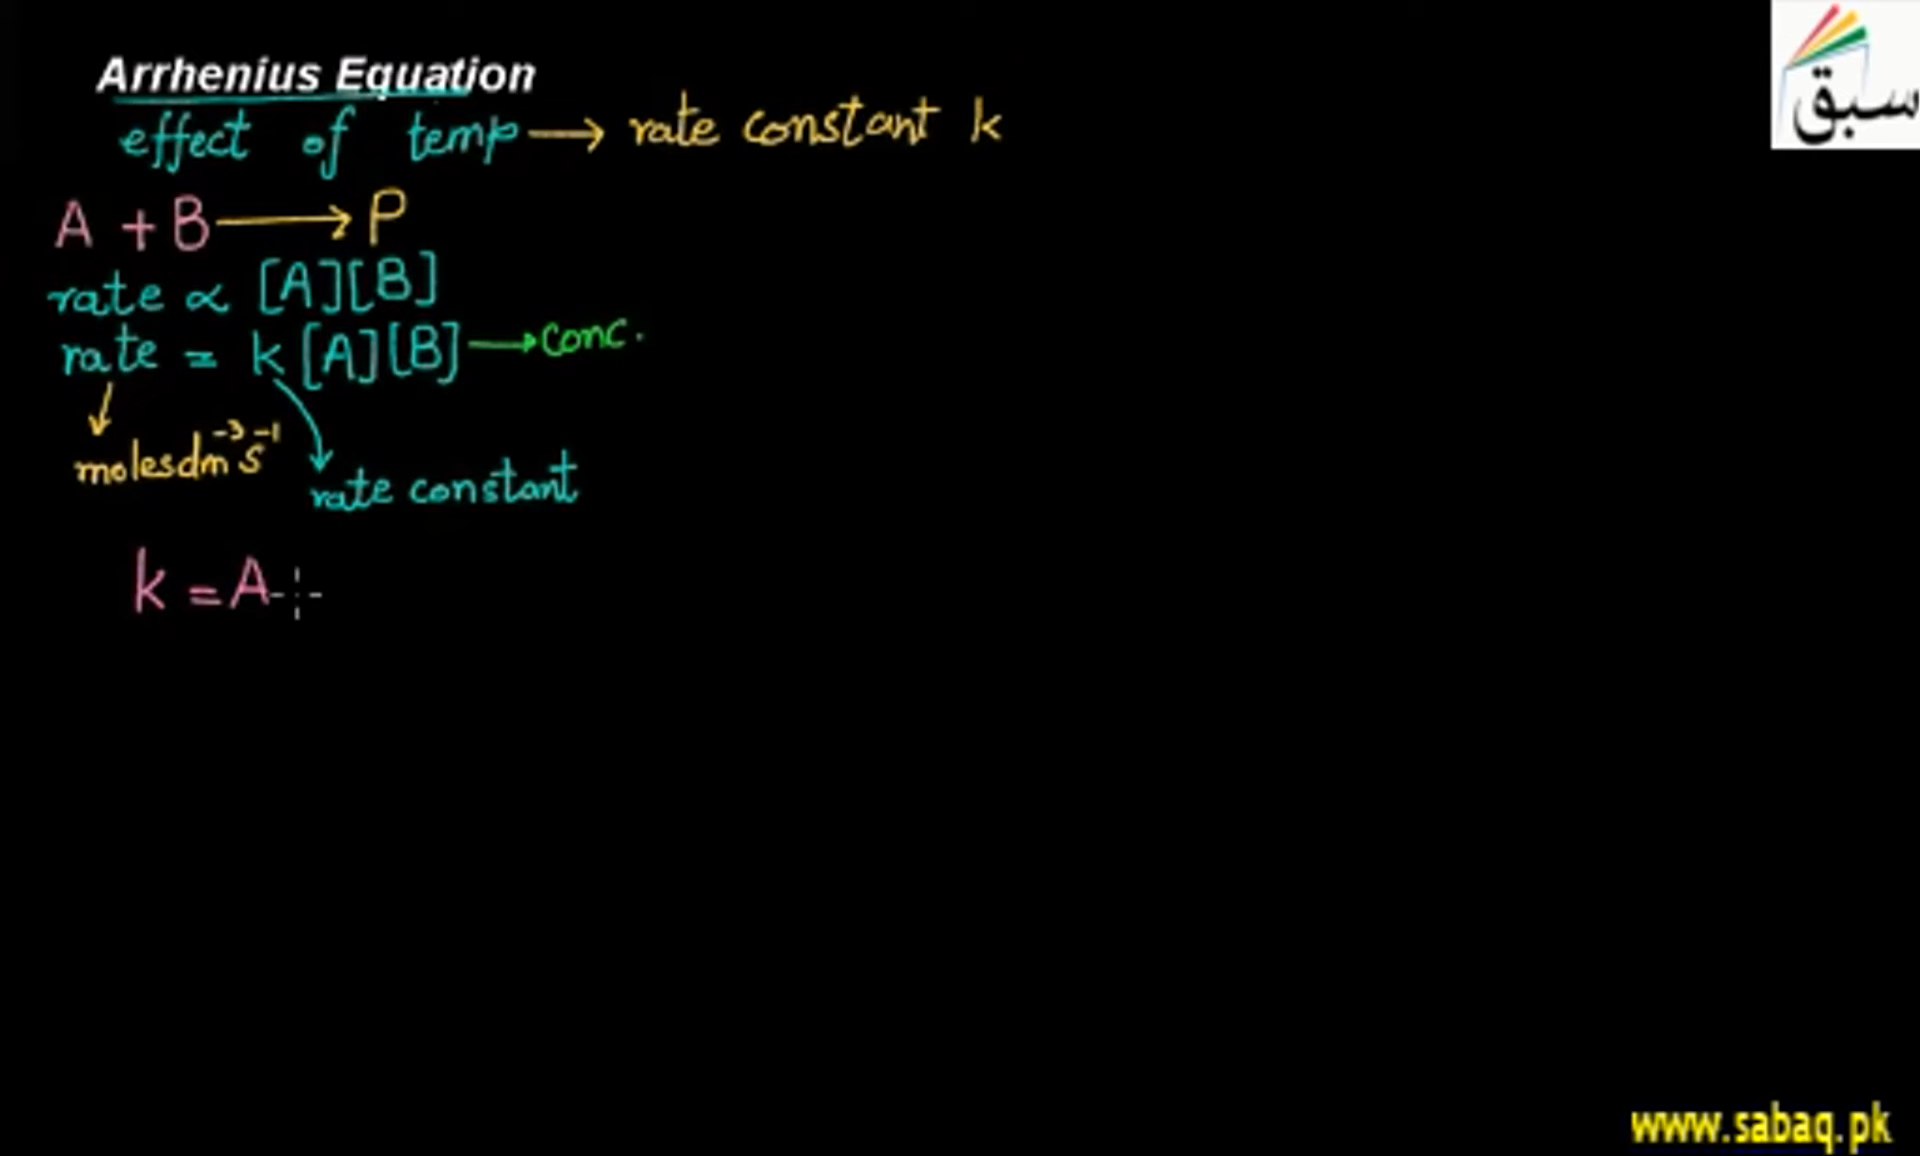 Arrhenius Equation
سبق
effect of temp → rate constant k
A + B → P
rate ∝ [A][B]
rate = k [A][B] → conc.
molesdm⁻³s⁻¹
rate constant
k = A
www.sabaq.pk